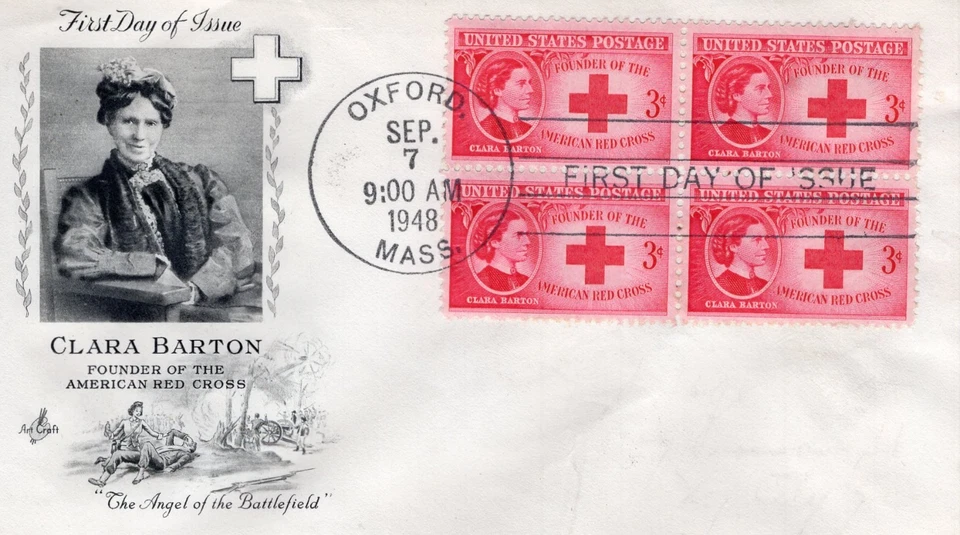 First Day of Issue
CLARA BARTON
FOUNDER OF THE
AMERICAN RED CROSS
Art Craft
"The Angel of the Battlefield"
OXFORD.
SEP.
7
9:00 AM
1948
MASS.
UNITED STATES POSTAGE
FOUNDER OF THE
3¢
AMERICAN RED CROSS
CLARA BARTON
UNITED STATES POSTAGE
FOUNDER OF THE
3¢
AMERICAN RED CROSS
CLARA BARTON
FIRST DAY OF ISSUE
UNITED STATES POSTAGE
FOUNDER OF THE
3¢
AMERICAN RED CROSS
CLARA BARTON
UNITED STATES POSTAGE
FOUNDER OF THE
3¢
AMERICAN RED CROSS
CLARA BARTON